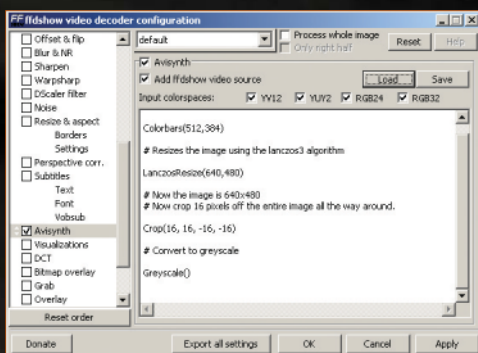 ffdshow video decoder configuration
Offset & flip
Blur & NR
Sharpen
Warpsharp
DScaler filter
Noise
Resize & aspect
Borders
Settings
Perspective corr.
Subtitles
Text
Font
Vobsub
Avisynth
Visualizations
DCT
Bitmap overlay
Grab
Overlay
Reset order
default
Process whole image
Only right half
Reset
Help
Avisynth
Add ffdshow video source
Load
Save
Input colorspaces:
YV12
YUY2
RGB24
RGB32
Colorbars(512,384)
# Resizes the image using the lanczos3 algorithm
LanczosResize(640,480)
# Now the image is 640x480
# Now crop 16 pixels off the entire image all the way around.
Crop(16, 16, -16, -16)
# Convert to greyscale
Greyscale()
Donate
Export all settings
OK
Cancel
Apply